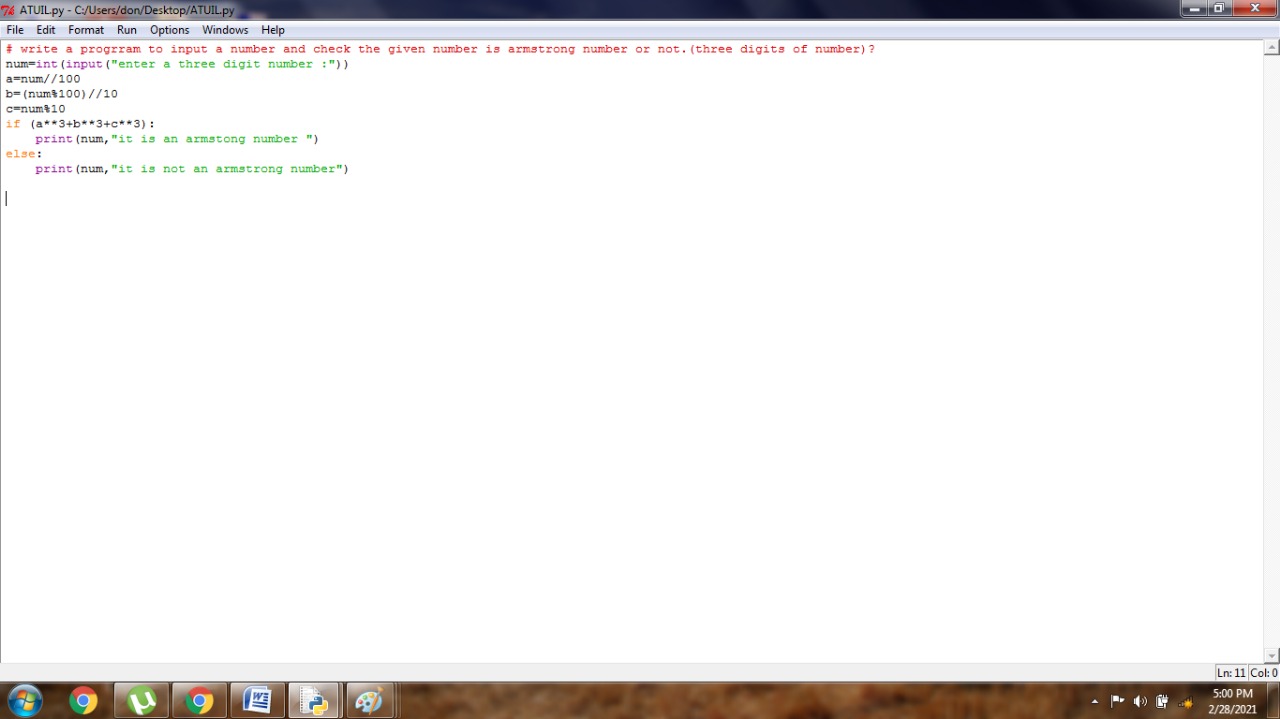 ATUIL.py - C:/Users/don/Desktop/ATUIL.py
File Edit Format Run Options Windows Help
# write a progrram to input a number and check the given number is armstrong number or not.(three digits of number)?
num=int(input("enter a three digit number :"))
a=num//100
b=(num%100)//10
c=num%10
if (a**3+b**3+c**3):
    print(num,"it is an armstong number ")
else:
    print(num,"it is not an armstrong number")
Ln: 11 Col: 0
5:00 PM
2/28/2021